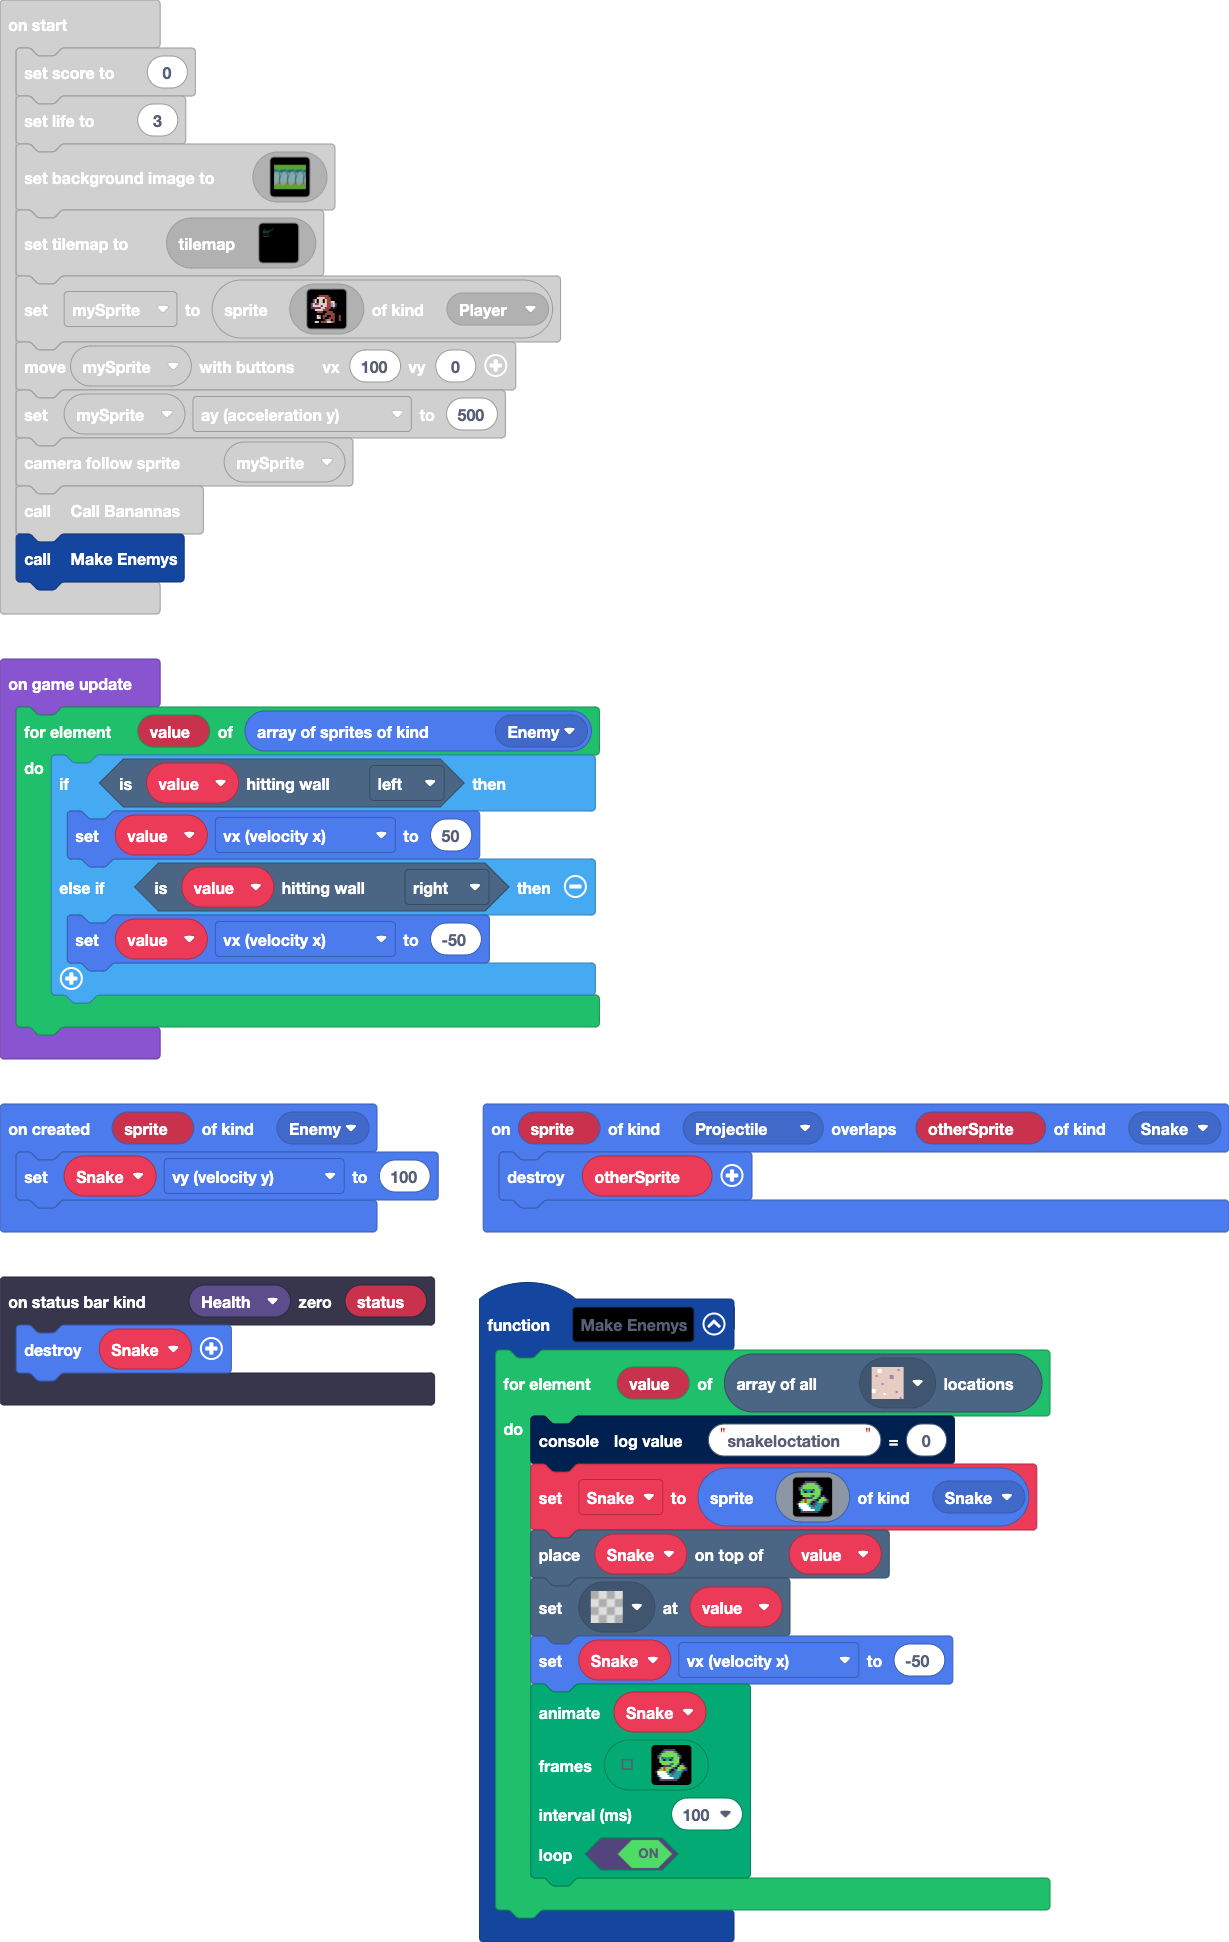 on start
set score to 0
set life to 3
set background image to
set tilemap to tilemap
set mySprite to sprite of kind Player
move mySprite with buttons vx 100 vy 0
set mySprite ay (acceleration y) to 500
camera follow sprite mySprite
call Call Banannas
call Make Enemys
on game update
for element value of array of sprites of kind Enemy
do
if is value hitting wall left then
set value vx (velocity x) to 50
else if is value hitting wall right then
set value vx (velocity x) to -50
on created sprite of kind Enemy
set Snake vy (velocity y) to 100
on sprite of kind Projectile overlaps otherSprite of kind Snake
destroy otherSprite
on status bar kind Health zero status
destroy Snake
function Make Enemys
for element value of array of all locations
do
console log value "snakeloctation" = 0
set Snake to sprite of kind Snake
place Snake on top of value
set at value
set Snake vx (velocity x) to -50
animate Snake
frames
interval (ms) 100
loop ON